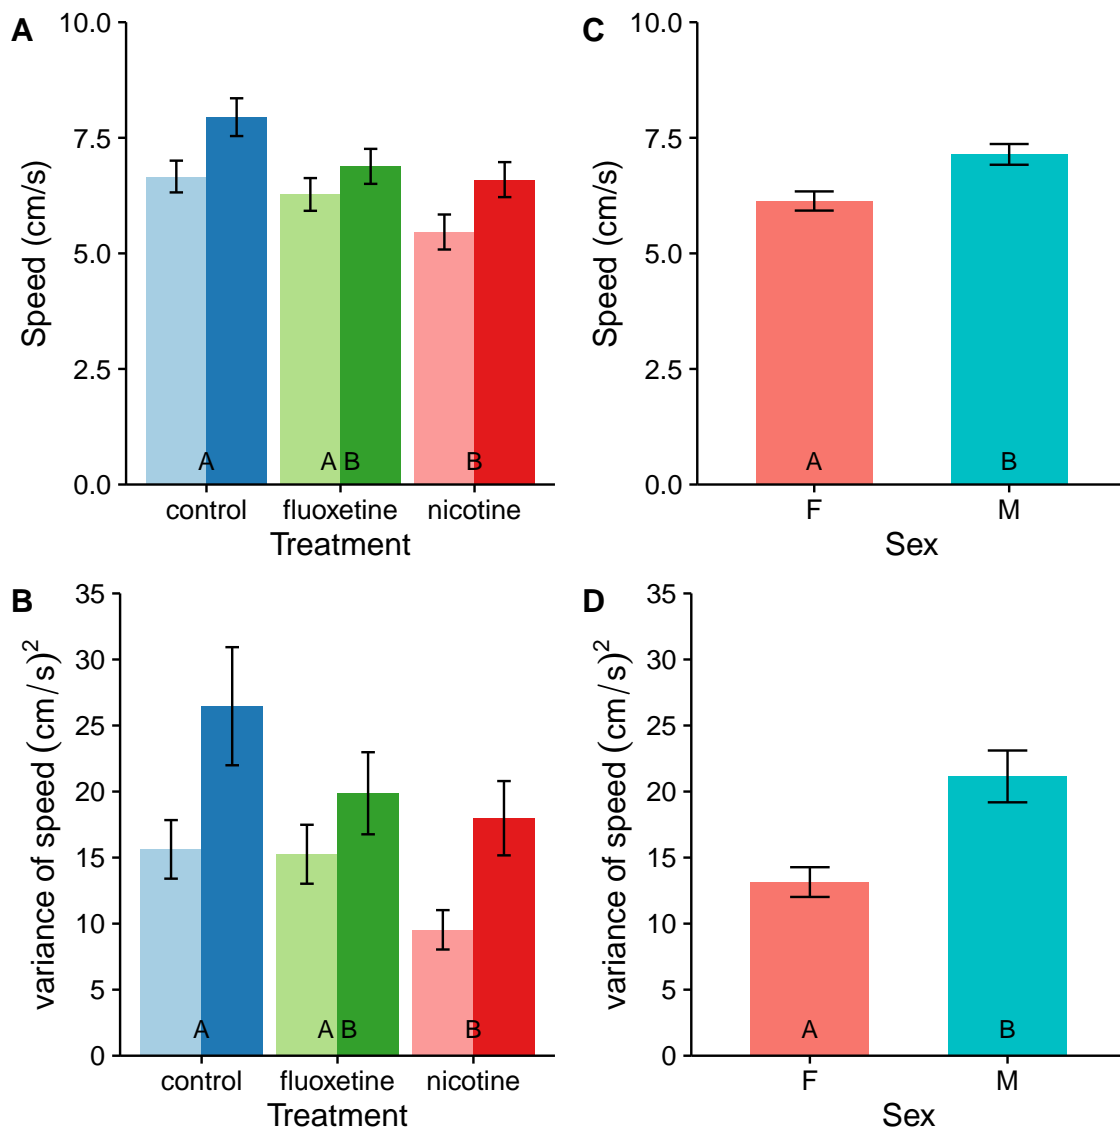 A
10.0
7.5
5.0
2.5
0.0
Speed (cm/s)
A
A B
B
control fluoxetine nicotine
Treatment
C
10.0
7.5
5.0
2.5
0.0
Speed (cm/s)
A
B
F M
Sex
B
35
30
25
20
15
10
5
0
variance of speed (cm/s)²
A
A B
B
control fluoxetine nicotine
Treatment
D
35
30
25
20
15
10
5
0
variance of speed (cm/s)²
A
B
F M
Sex